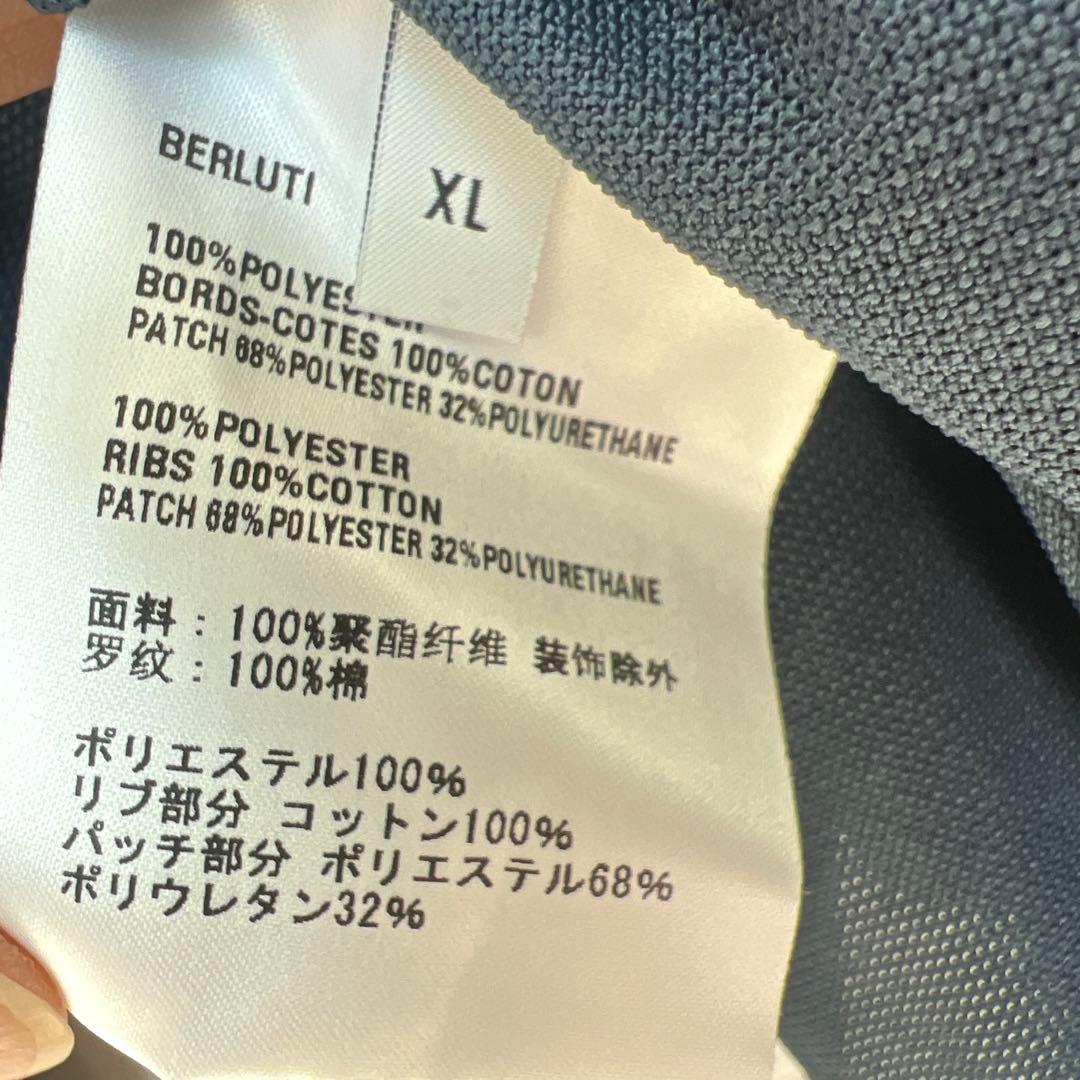 BERLUTI
XL
100%POLYESTER
BORDS-COTES 100%COTON
PATCH 68%POLYESTER 32%POLYURETHANE
100%POLYESTER
RIBS 100%COTTON
PATCH 68%POLYESTER 32%POLYURETHANE
面料：100%聚酯纤维 装饰除外
罗纹：100%棉
ポリエステル100%
リブ部分 コットン100%
パッチ部分 ポリエステル68%
ポリウレタン32%